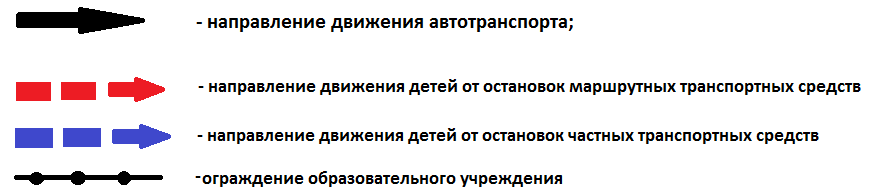 - направление движения автотранспорта;
- направление движения детей от остановок маршрутных транспортных средств
- направление движения детей от остановок частных транспортных средств
-ограждение образовательного учреждения